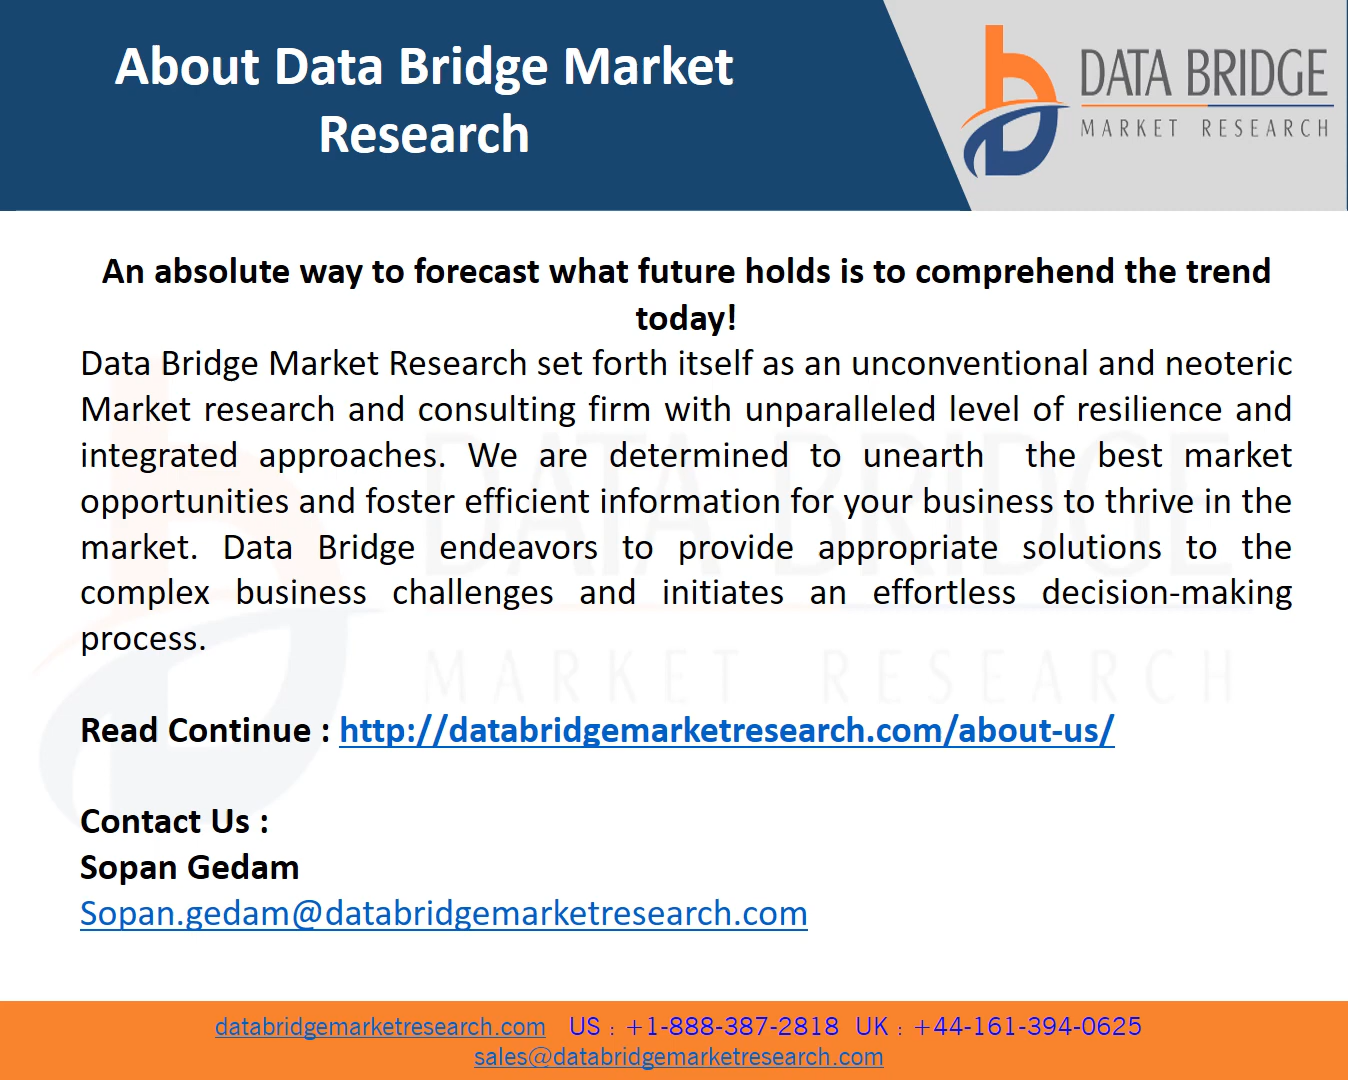 About Data Bridge Market
Research
DATA BRIDGE
MARKET RESEARCH
An absolute way to forecast what future holds is to comprehend the trend
today!
Data Bridge Market Research set forth itself as an unconventional and neoteric
Market research and consulting firm with unparalleled level of resilience and
integrated approaches. We are determined to unearth the best market
opportunities and foster efficient information for your business to thrive in the
market. Data Bridge endeavors to provide appropriate solutions to the
complex business challenges and initiates an effortless decision-making
process.
DATA BRIDGE
MARKET RESEARCH
Read Continue : http://databridgemarketresearch.com/about-us/
Contact Us :
Sopan Gedam
Sopan.gedam@databridgemarketresearch.com
databridgemarketresearch.com US : +1-888-387-2818 UK : +44-161-394-0625
sales@databridgemarketresearch.com